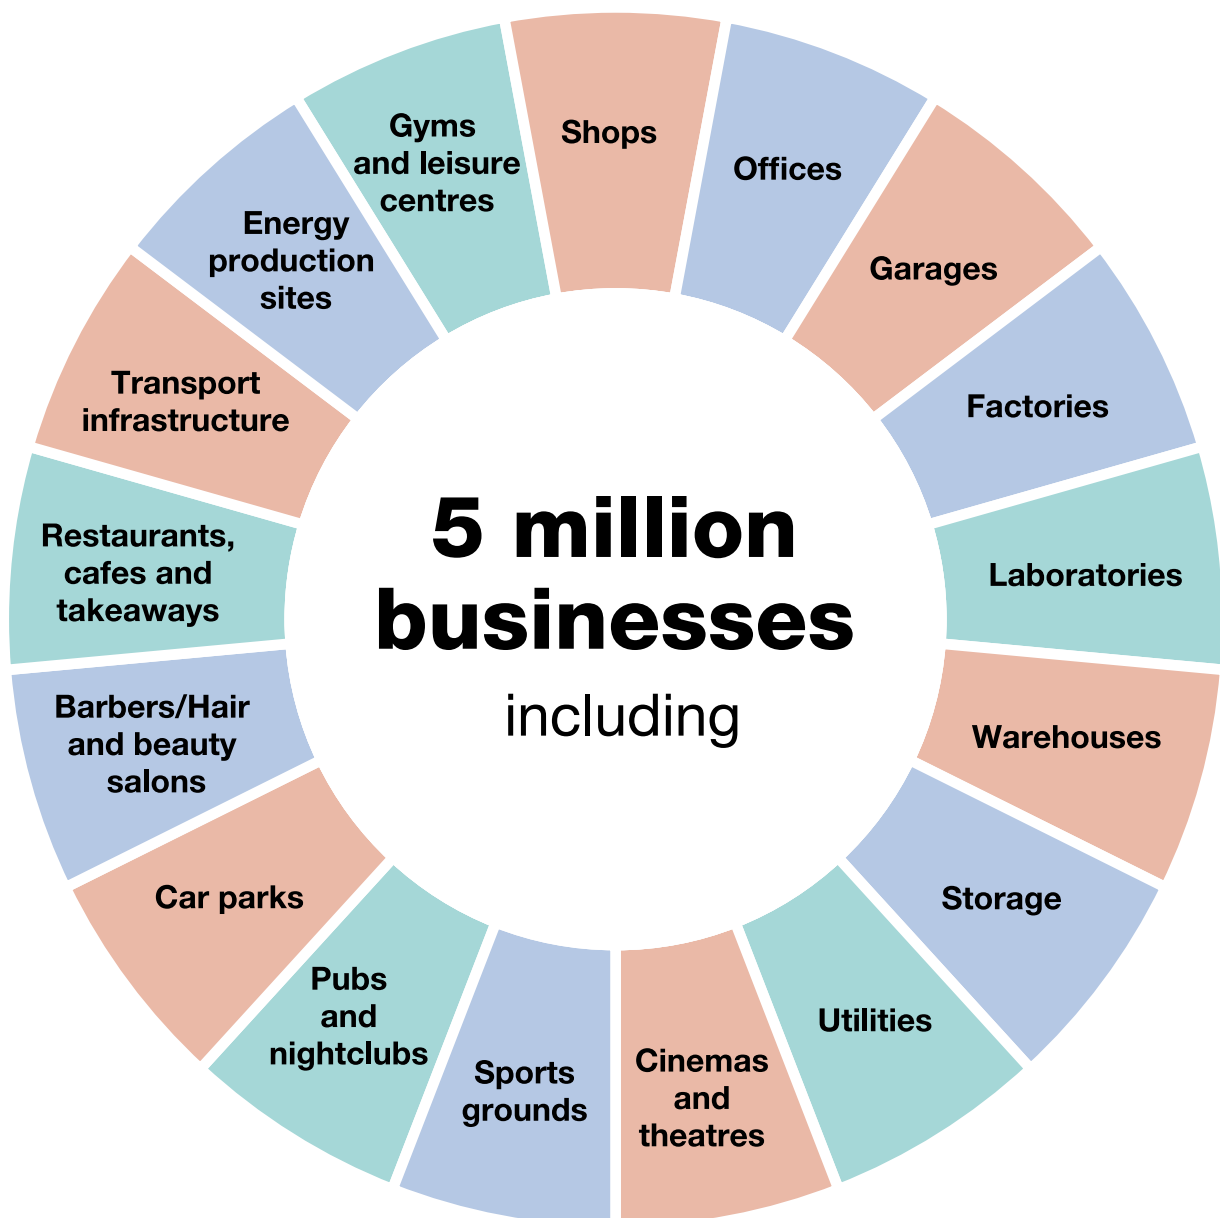 5 million
businesses
including
Shops
Offices
Garages
Factories
Laboratories
Warehouses
Storage
Utilities
Cinemas
and
theatres
Sports
grounds
Pubs
and
nightclubs
Car parks
Barbers/Hair
and beauty
salons
Restaurants,
cafes and
takeaways
Transport
infrastructure
Energy
production
sites
Gyms
and leisure
centres